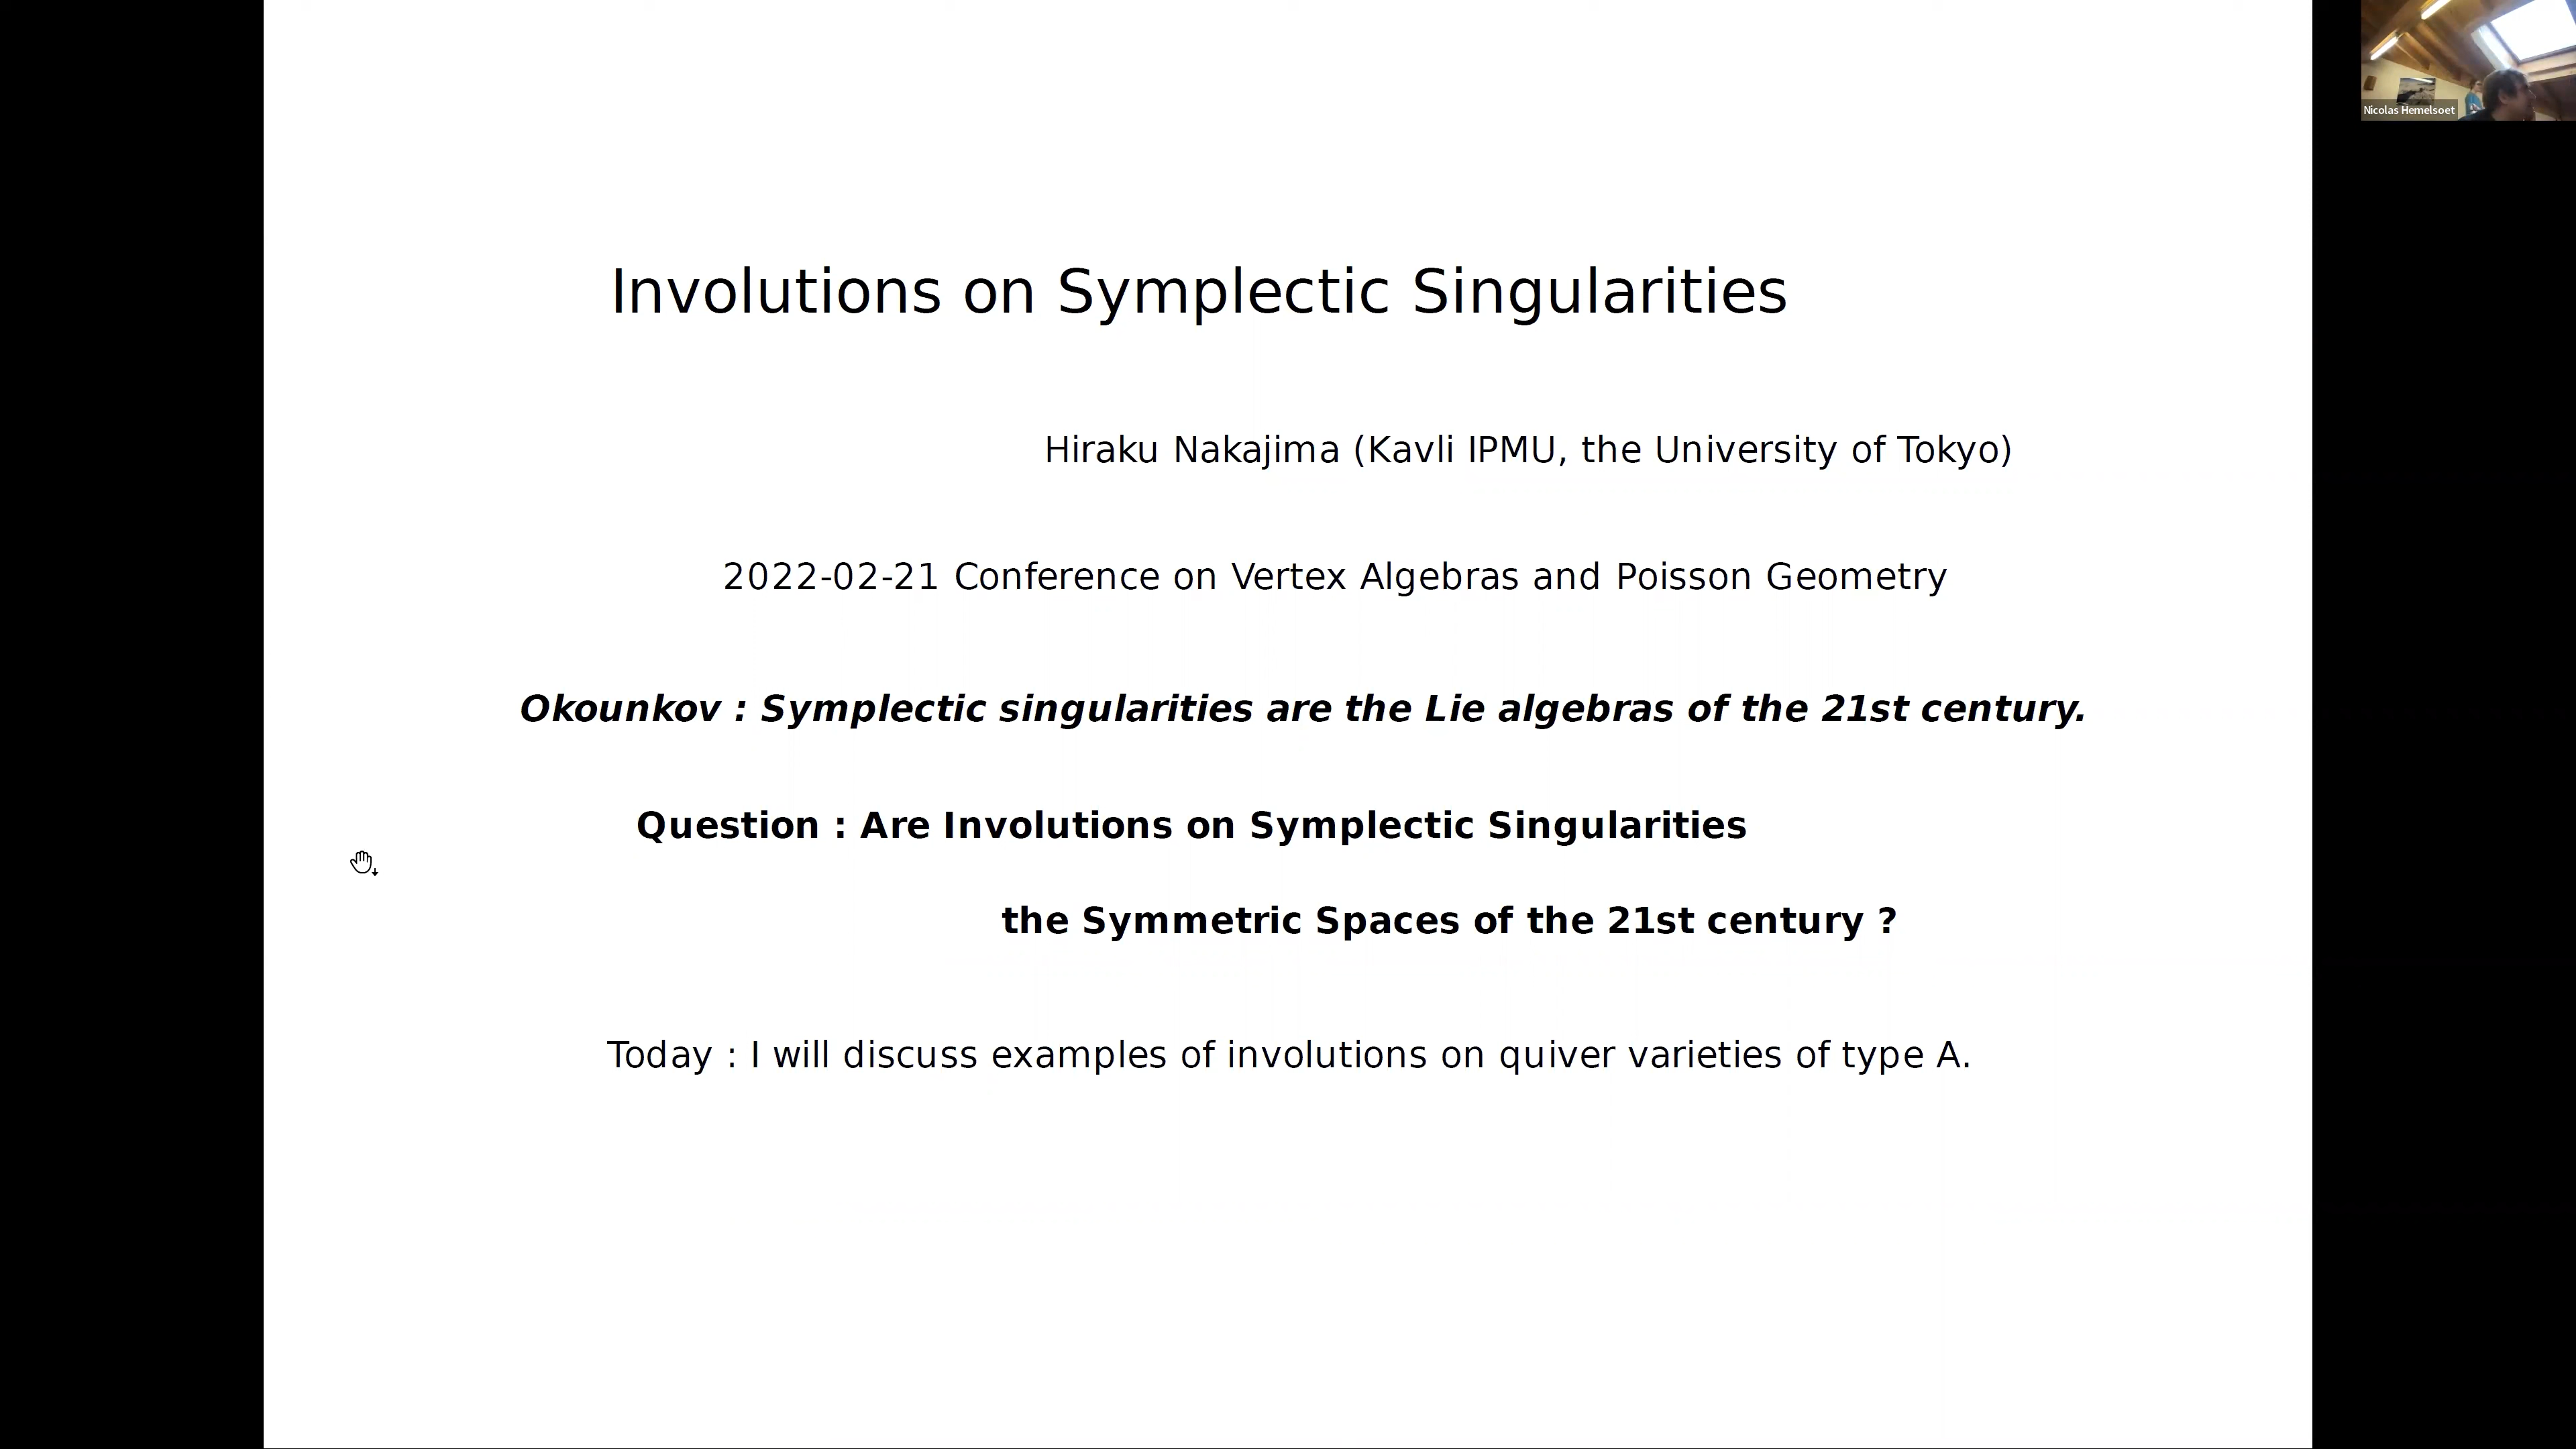 Involutions on Symplectic Singularities
Hiraku Nakajima (Kavli IPMU, the University of Tokyo)
2022-02-21 Conference on Vertex Algebras and Poisson Geometry
Okounkov : Symplectic singularities are the Lie algebras of the 21st century.
Question : Are Involutions on Symplectic Singularities
the Symmetric Spaces of the 21st century ?
Today : I will discuss examples of involutions on quiver varieties of type A.
Nicolas Hemelsoet